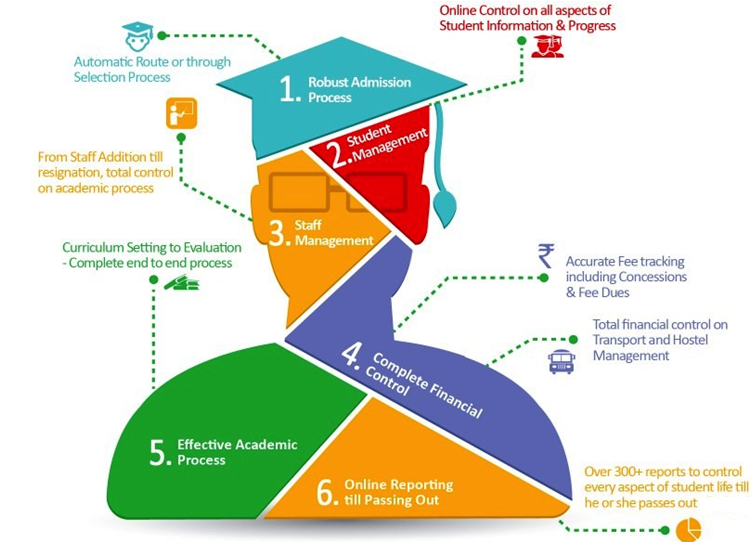 Online Control on all aspects of
Student Information & Progress
Automatic Route or through
Selection Process
1. Robust Admission
Process
2. Student
Management
From Staff Addition till
resignation, total control
on academic process
3. Staff
Management
Curriculum Setting to Evaluation
- Complete end to end process
₹
Accurate Fee tracking
including Concessions
& Fee Dues
Total financial control on
Transport and Hostel
Management
4. Complete Financial
Control
5. Effective Academic
Process
6. Online Reporting
till Passing Out
Over 300+ reports to control
every aspect of student life till
he or she passes out